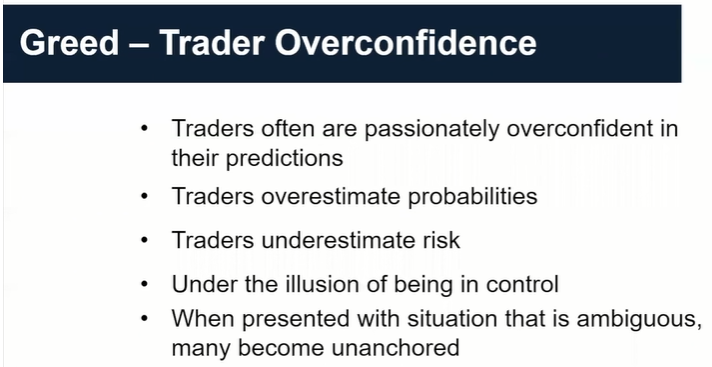 Greed – Trader Overconfidence
• Traders often are passionately overconfident in
their predictions
• Traders overestimate probabilities
• Traders underestimate risk
• Under the illusion of being in control
• When presented with situation that is ambiguous,
many become unanchored